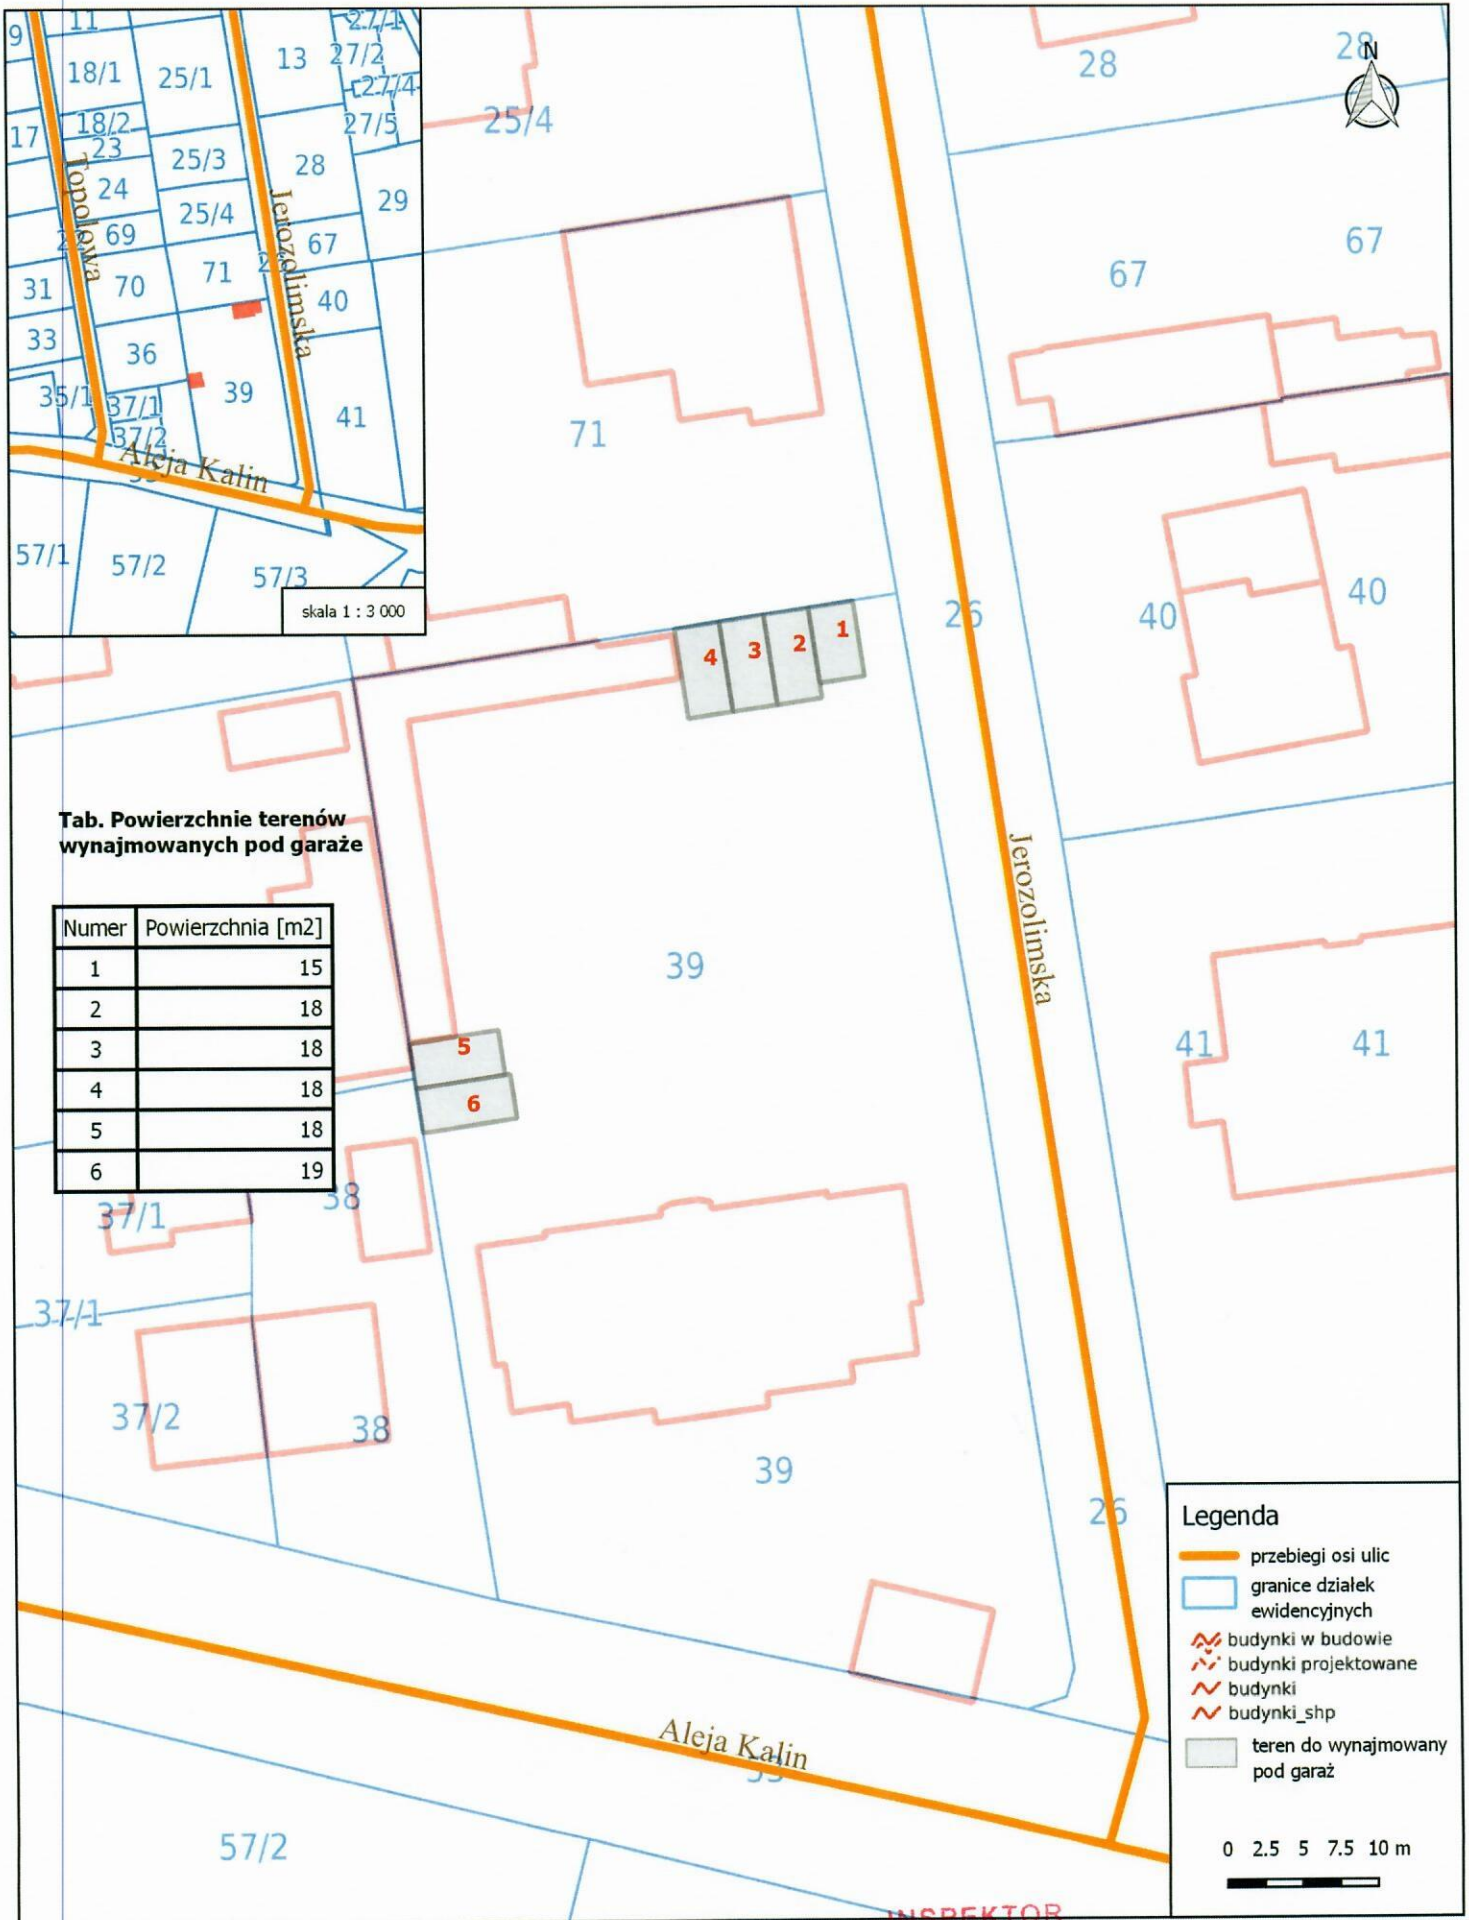 9
11
27/1
18/1
25/1
13
27/2
27/4
17
18/2
27/5
23
25/3
28
24
25/4
29
69
67
Topolowa
Jerozolimska
31
70
71
40
33
36
35/1
37/1
39
41
37/2
Aleja Kalin
57/1
57/2
57/3
skala 1 : 3 000
25/4
28
28
N
67
67
71
26
40
40
4
3
2
1
Tab. Powierzchnie terenów
wynajmowanych pod garaże
Numer Powierzchnia [m2]
1 15
2 18
3 18
4 18
5 18
6 19
39
Jerozolimska
41
41
5
6
37/1
38
37/1
37/2
38
39
26
Aleja Kalin
57/2
Legenda
przebiegi osi ulic
granice działek
ewidencyjnych
budynki w budowie
budynki projektowane
budynki
budynki_shp
teren do wynajmowany
pod garaż
0 2.5 5 7.5 10 m
INSPEKTOR